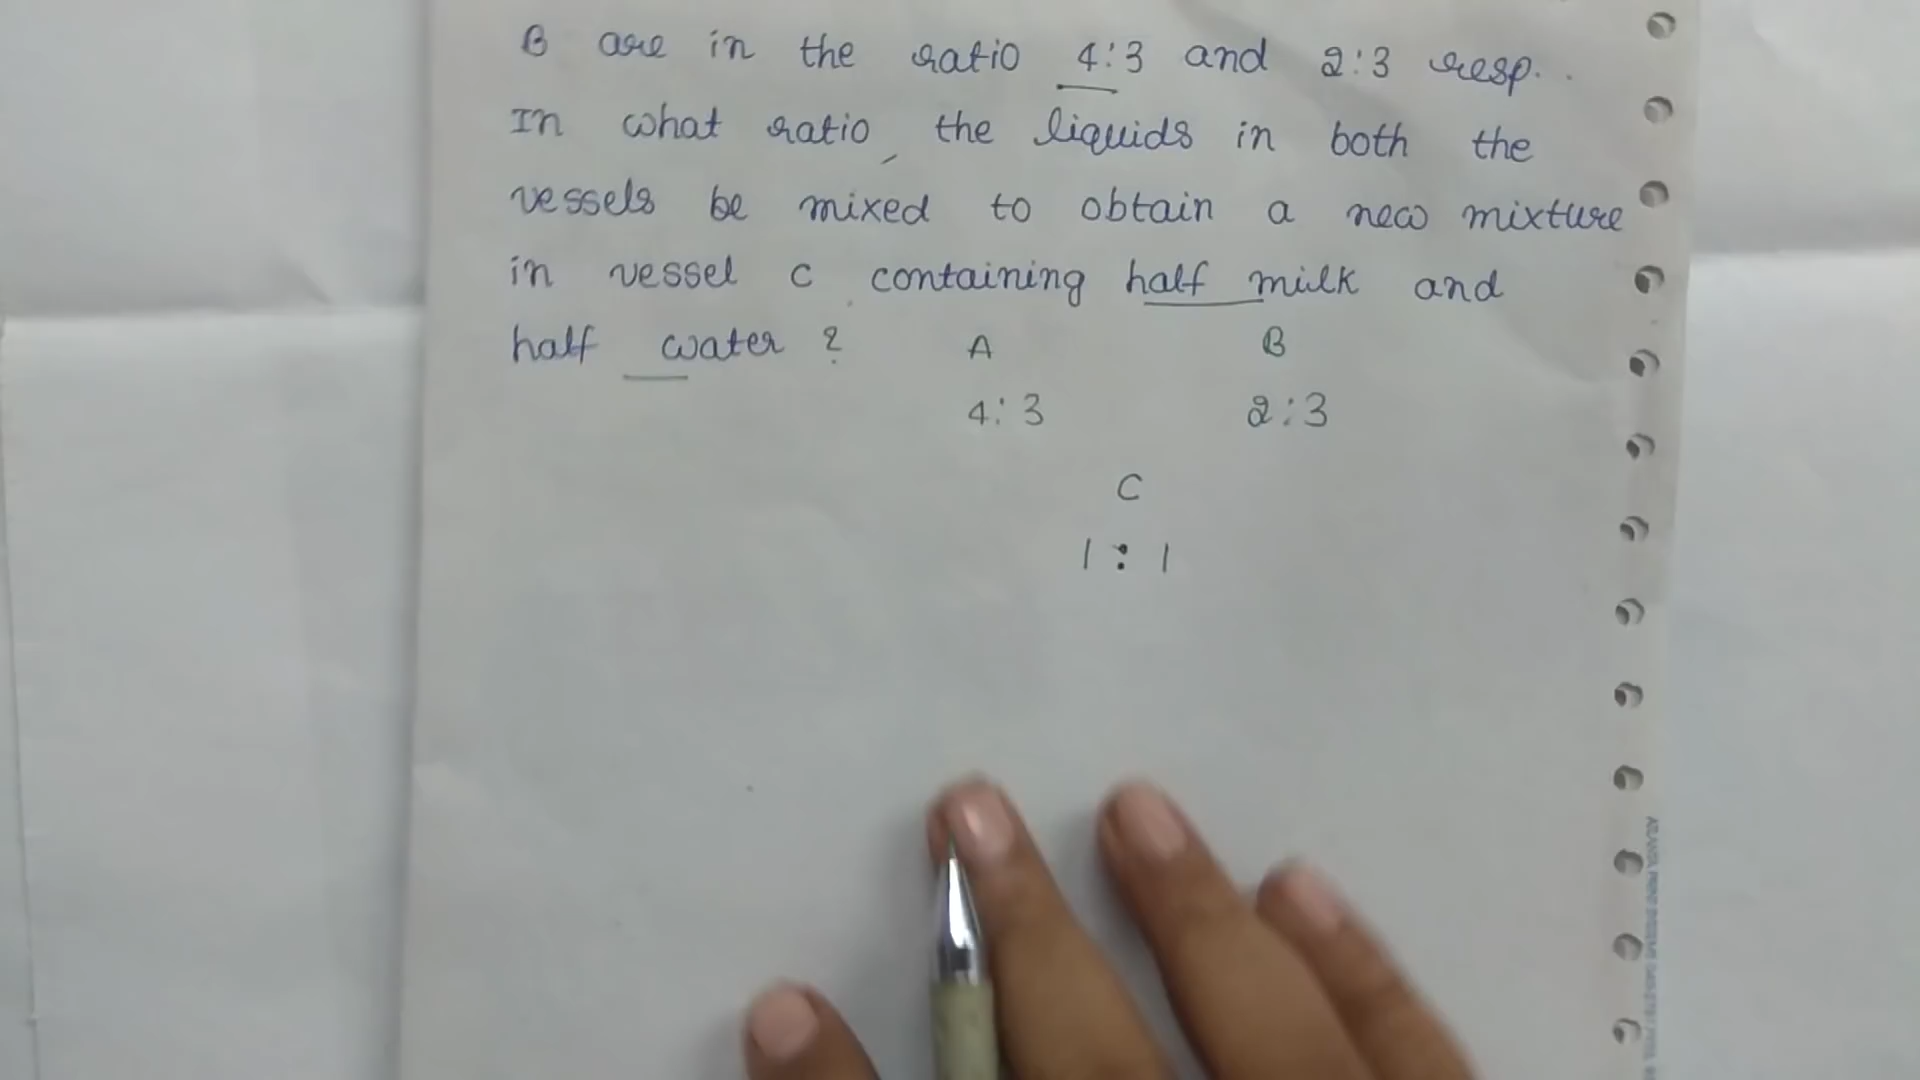 B are in the ratio 4:3 and 2:3 resp.
In what ratio, the liquids in both the
vessels be mixed to obtain a new mixture
in vessel C containing half milk and
half water ?
A B
4:3 2:3
C
1:1